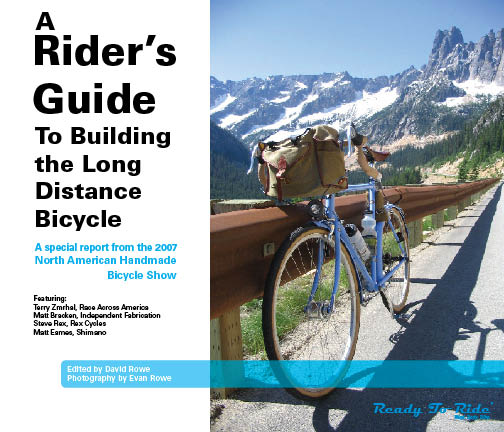 A
Rider's
Guide
To Building
the Long
Distance
Bicycle
A special report from the 2007
North American Handmade
Bicycle Show
Featuring:
Terry Zmrhal, Race Across America
Matt Bracken, Independent Fabrication
Steve Rex, Rex Cycles
Matt Eames, Shimano
Edited by David Rowe
Photography by Evan Rowe
Ready To Ride